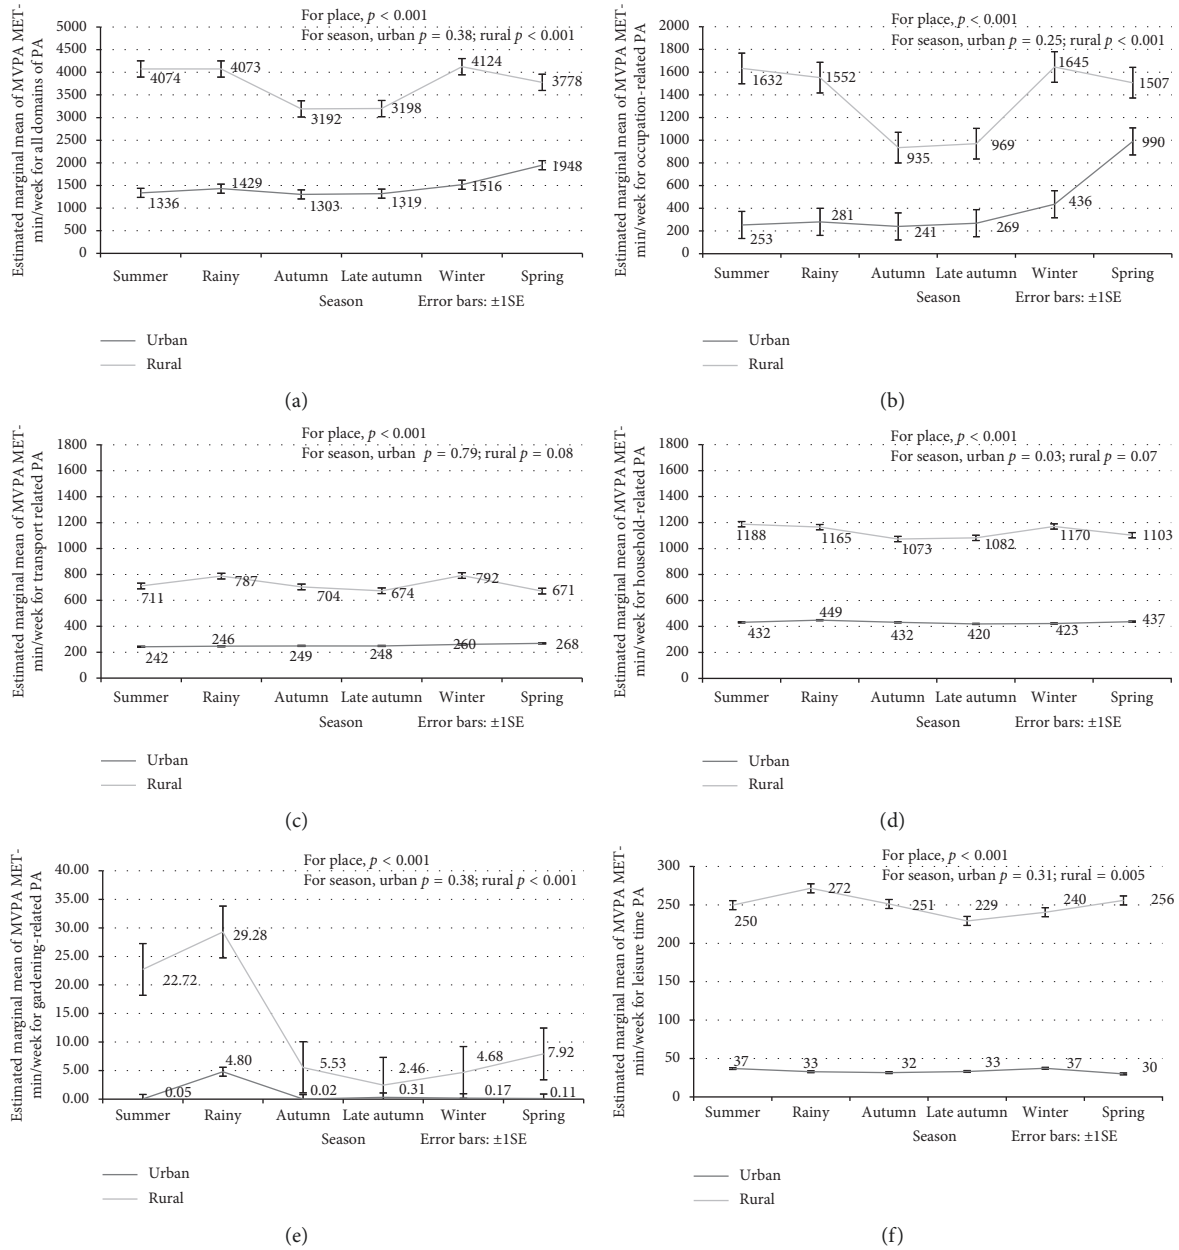 For place, p < 0.001
For season, urban p = 0.38; rural p < 0.001
Estimated marginal mean of MVPA MET-
min/week for all domains of PA
5000
4500
4000
3500
3000
2500
2000
1500
1000
500
0
4074
4073
3192
3198
4124
3778
1336
1429
1303
1319
1516
1948
Summer Rainy Autumn Late autumn Winter Spring
Season Error bars: ±1SE
Urban
Rural
(a)
For place, p < 0.001
For season, urban p = 0.25; rural p < 0.001
Estimated marginal mean of MVPA MET-
min/week for occupation-related PA
2000
1800
1600
1400
1200
1000
800
600
400
200
0
1632
1552
935
969
1645
1507
253
281
241
269
436
990
Summer Rainy Autumn Late autumn Winter Spring
Season Error bars: ±1SE
Urban
Rural
(b)
For place, p < 0.001
For season, urban p = 0.79; rural p = 0.08
Estimated marginal mean of MVPA MET-
min/week for transport related PA
1800
1600
1400
1200
1000
800
600
400
200
0
711
787
704
674
792
671
242
246
249
248
260
268
Summer Rainy Autumn Late autumn Winter Spring
Season Error bars: ±1SE
Urban
Rural
(c)
For place, p < 0.001
For season, urban p = 0.03; rural p = 0.07
Estimated marginal mean of MVPA MET-
min/week for household-related PA
1800
1600
1400
1200
1000
800
600
400
200
0
1188
1165
1073
1082
1170
1103
432
449
432
420
423
437
Summer Rainy Autumn Late autumn Winter Spring
Season Error bars: ±1SE
Urban
Rural
(d)
For place, p < 0.001
For season, urban p = 0.38; rural p < 0.001
Estimated marginal mean of MVPA MET-
min/week for gardening-related PA
40.00
35.00
30.00
25.00
20.00
15.00
10.00
5.00
0.00
22.72
29.28
5.53
2.46
4.68
7.92
0.05
4.80
0.02
0.31
0.17
0.11
Summer Rainy Autumn Late autumn Winter Spring
Season Error bars: ±1SE
Urban
Rural
(e)
For place, p < 0.001
For season, urban p = 0.31; rural = 0.005
Estimated marginal mean of MVPA MET-
min/week for leisure time PA
300
250
200
150
100
50
0
250
272
251
229
240
256
37
33
32
33
37
30
Summer Rainy Autumn Late autumn Winter Spring
Season Error bars: ±1SE
Urban
Rural
(f)